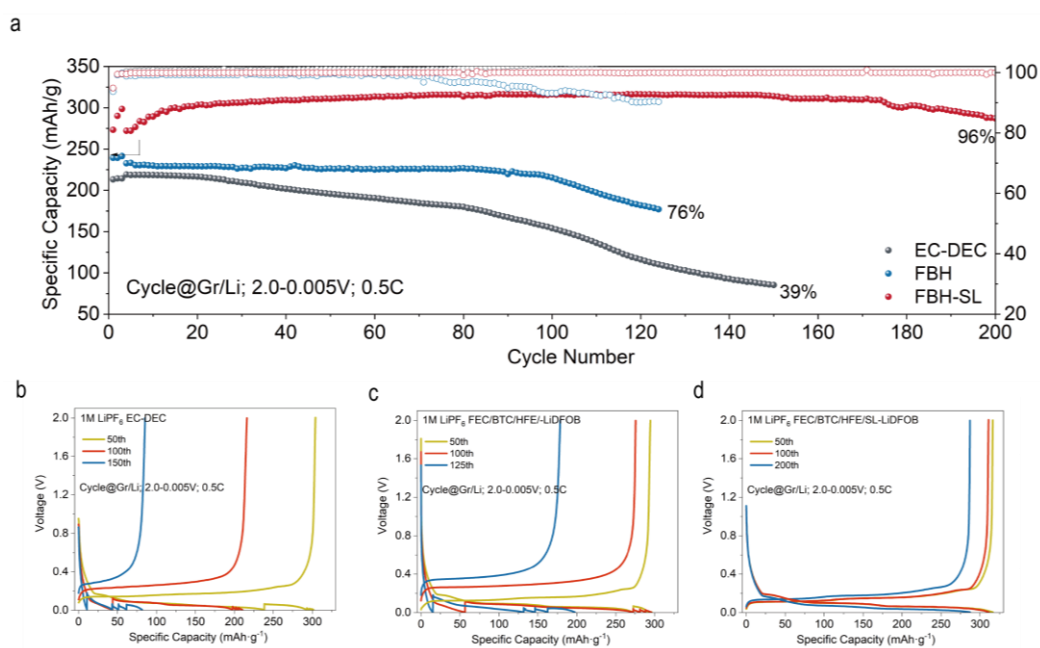 a
350
300
250
200
150
100
50
Specific Capacity (mAh/g)
100
80
60
40
20
96%
76%
39%
EC-DEC
FBH
FBH-SL
Cycle@Gr/Li; 2.0-0.005V; 0.5C
0 20 40 60 80 100 120 140 160 180 200
Cycle Number
b
2.0
1.6
1.2
0.8
0.4
0.0
Voltage (V)
1M LiPF₆ EC-DEC
50th
100th
150th
Cycle@Gr/Li; 2.0-0.005V; 0.5C
0 50 100 150 200 250 300
Specific Capacity (mAh·g⁻¹)
c
2.0
1.6
1.2
0.8
0.4
0.0
Voltage (V)
1M LiPF₆ FEC/BTC/HFE/-LiDFOB
50th
100th
125th
Cycle@Gr/Li; 2.0-0.005V; 0.5C
0 50 100 150 200 250 300
Specific Capacity (mAh·g⁻¹)
d
2.0
1.6
1.2
0.8
0.4
0.0
Voltage (V)
1M LiPF₆ FEC/BTC/HFE/SL-LiDFOB
50th
100th
200th
Cycle@Gr/Li; 2.0-0.005V; 0.5C
0 50 100 150 200 250 300
Specific Capacity (mAh·g⁻¹)